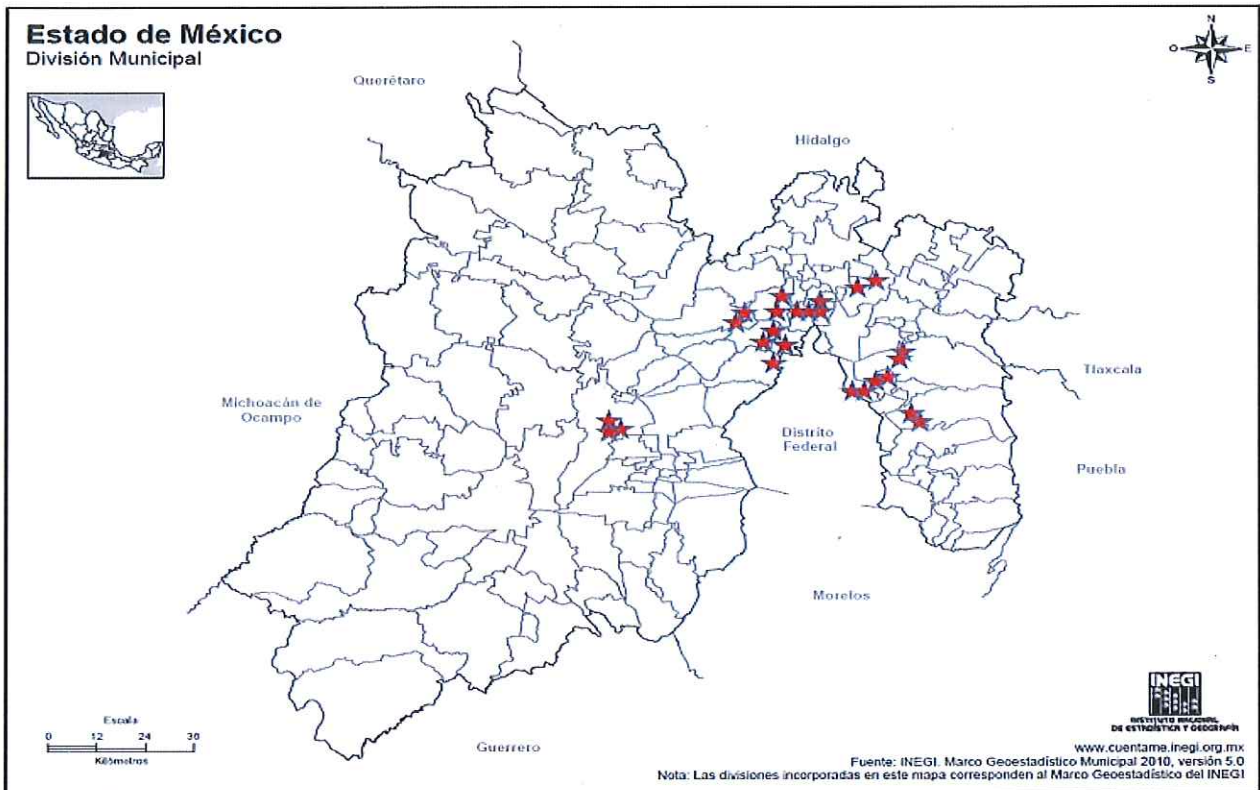 Estado de México
División Municipal
N
O
E
S
Querétaro
Hidalgo
Tlaxcala
Michoacán de
Ocampo
Distrito
Federal
Puebla
Morelos
Guerrero
Escala
0 12 24 30
Kilómetros
INEGI
INSTITUTO NACIONAL
DE ESTADÍSTICA Y GEOGRAFÍA
www.cuentame.inegi.org.mx
Fuente: INEGI. Marco Geoestadístico Municipal 2010, versión 5.0
Nota: Las divisiones incorporadas en este mapa corresponden al Marco Geoestadístico del INEGI